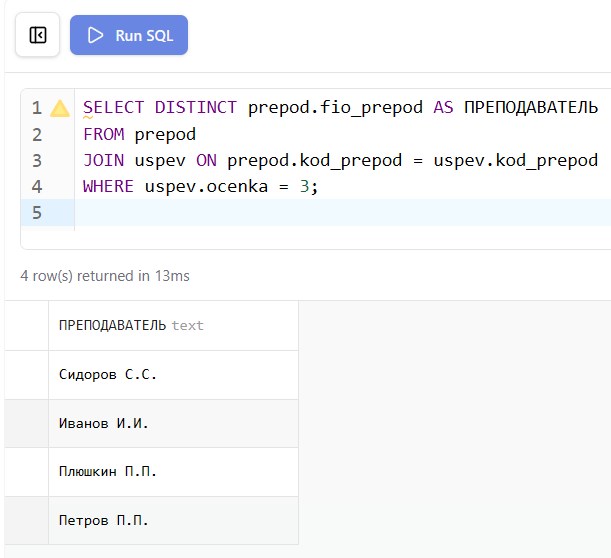 Run SQL
1 SELECT DISTINCT prepod.fio_prepod AS ПРЕПОДАВАТЕЛЬ
2 FROM prepod
3 JOIN uspev ON prepod.kod_prepod = uspev.kod_prepod
4 WHERE uspev.ocenka = 3;
5
4 row(s) returned in 13ms
ПРЕПОДАВАТЕЛЬ text
Сидоров С.С.
Иванов И.И.
Плюшкин П.П.
Петров П.П.